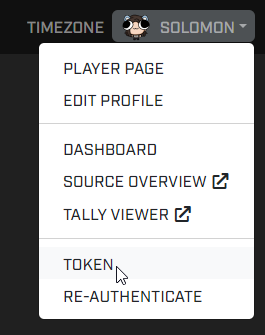 TIMEZONE SOLOMON
PLAYER PAGE
EDIT PROFILE
DASHBOARD
SOURCE OVERVIEW
TALLY VIEWER
TOKEN
RE-AUTHENTICATE